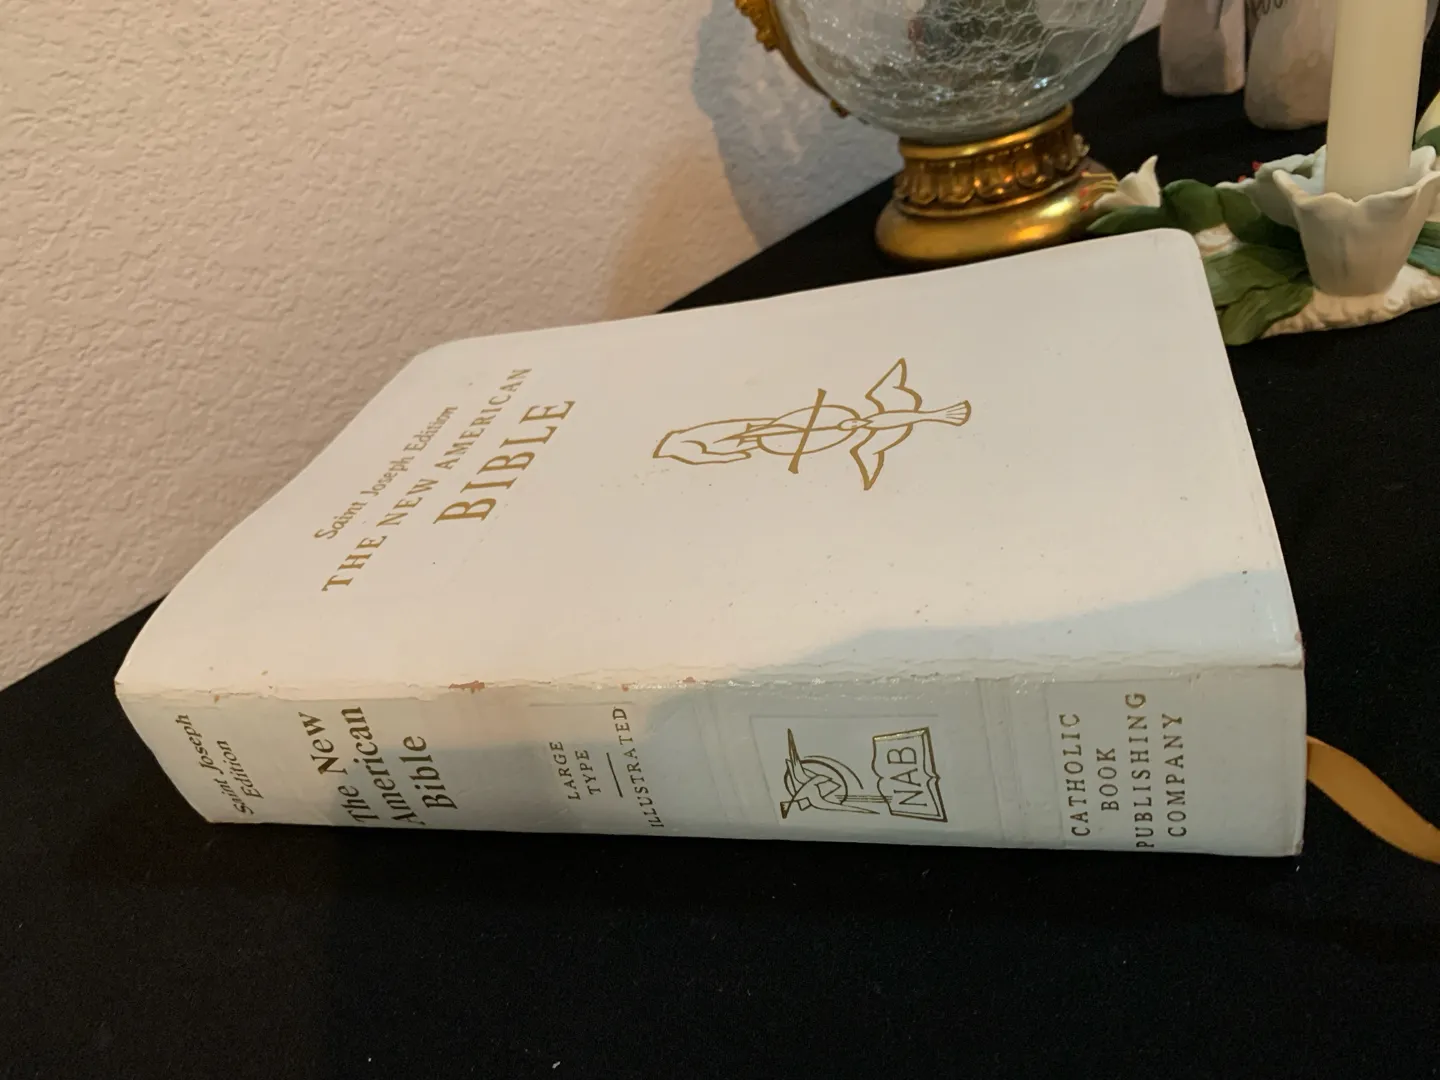 Saint Joseph Edition
THE NEW AMERICAN
BIBLE
Saint Joseph
Edition
The New
American
Bible
LARGE
TYPE
ILLUSTRATED
NAB
CATHOLIC
BOOK
PUBLISHING
COMPANY